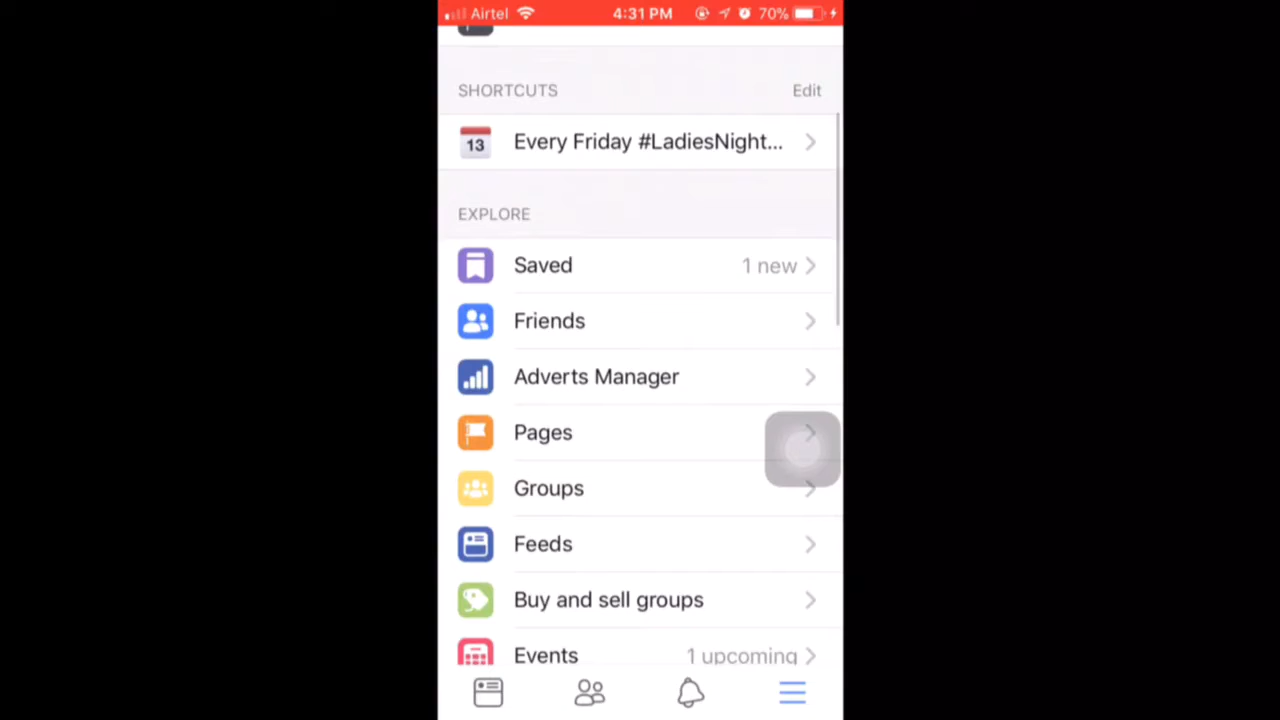 Airtel 4:31 PM 70%
SHORTCUTS Edit
13 Every Friday #LadiesNight...
EXPLORE
Saved 1 new
Friends
Adverts Manager
Pages
Groups
Feeds
Buy and sell groups
Events 1 upcoming